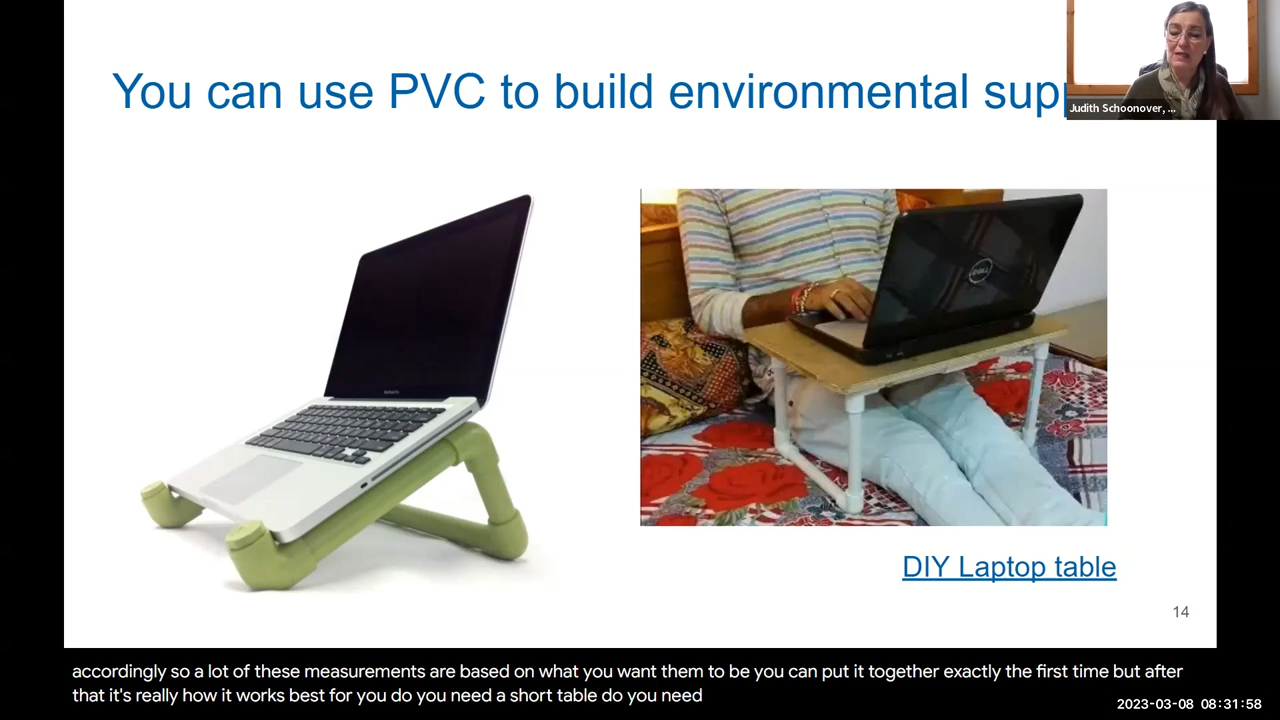 You can use PVC to build environmental
Judith Schoonover, ...
DELL
DIY Laptop table
14
accordingly so a lot of these measurements are based on what you want them to be you can put it together exactly the first time but after
that it's really how it works best for you do you need a short table do you need
2023-03-08 08:31:58